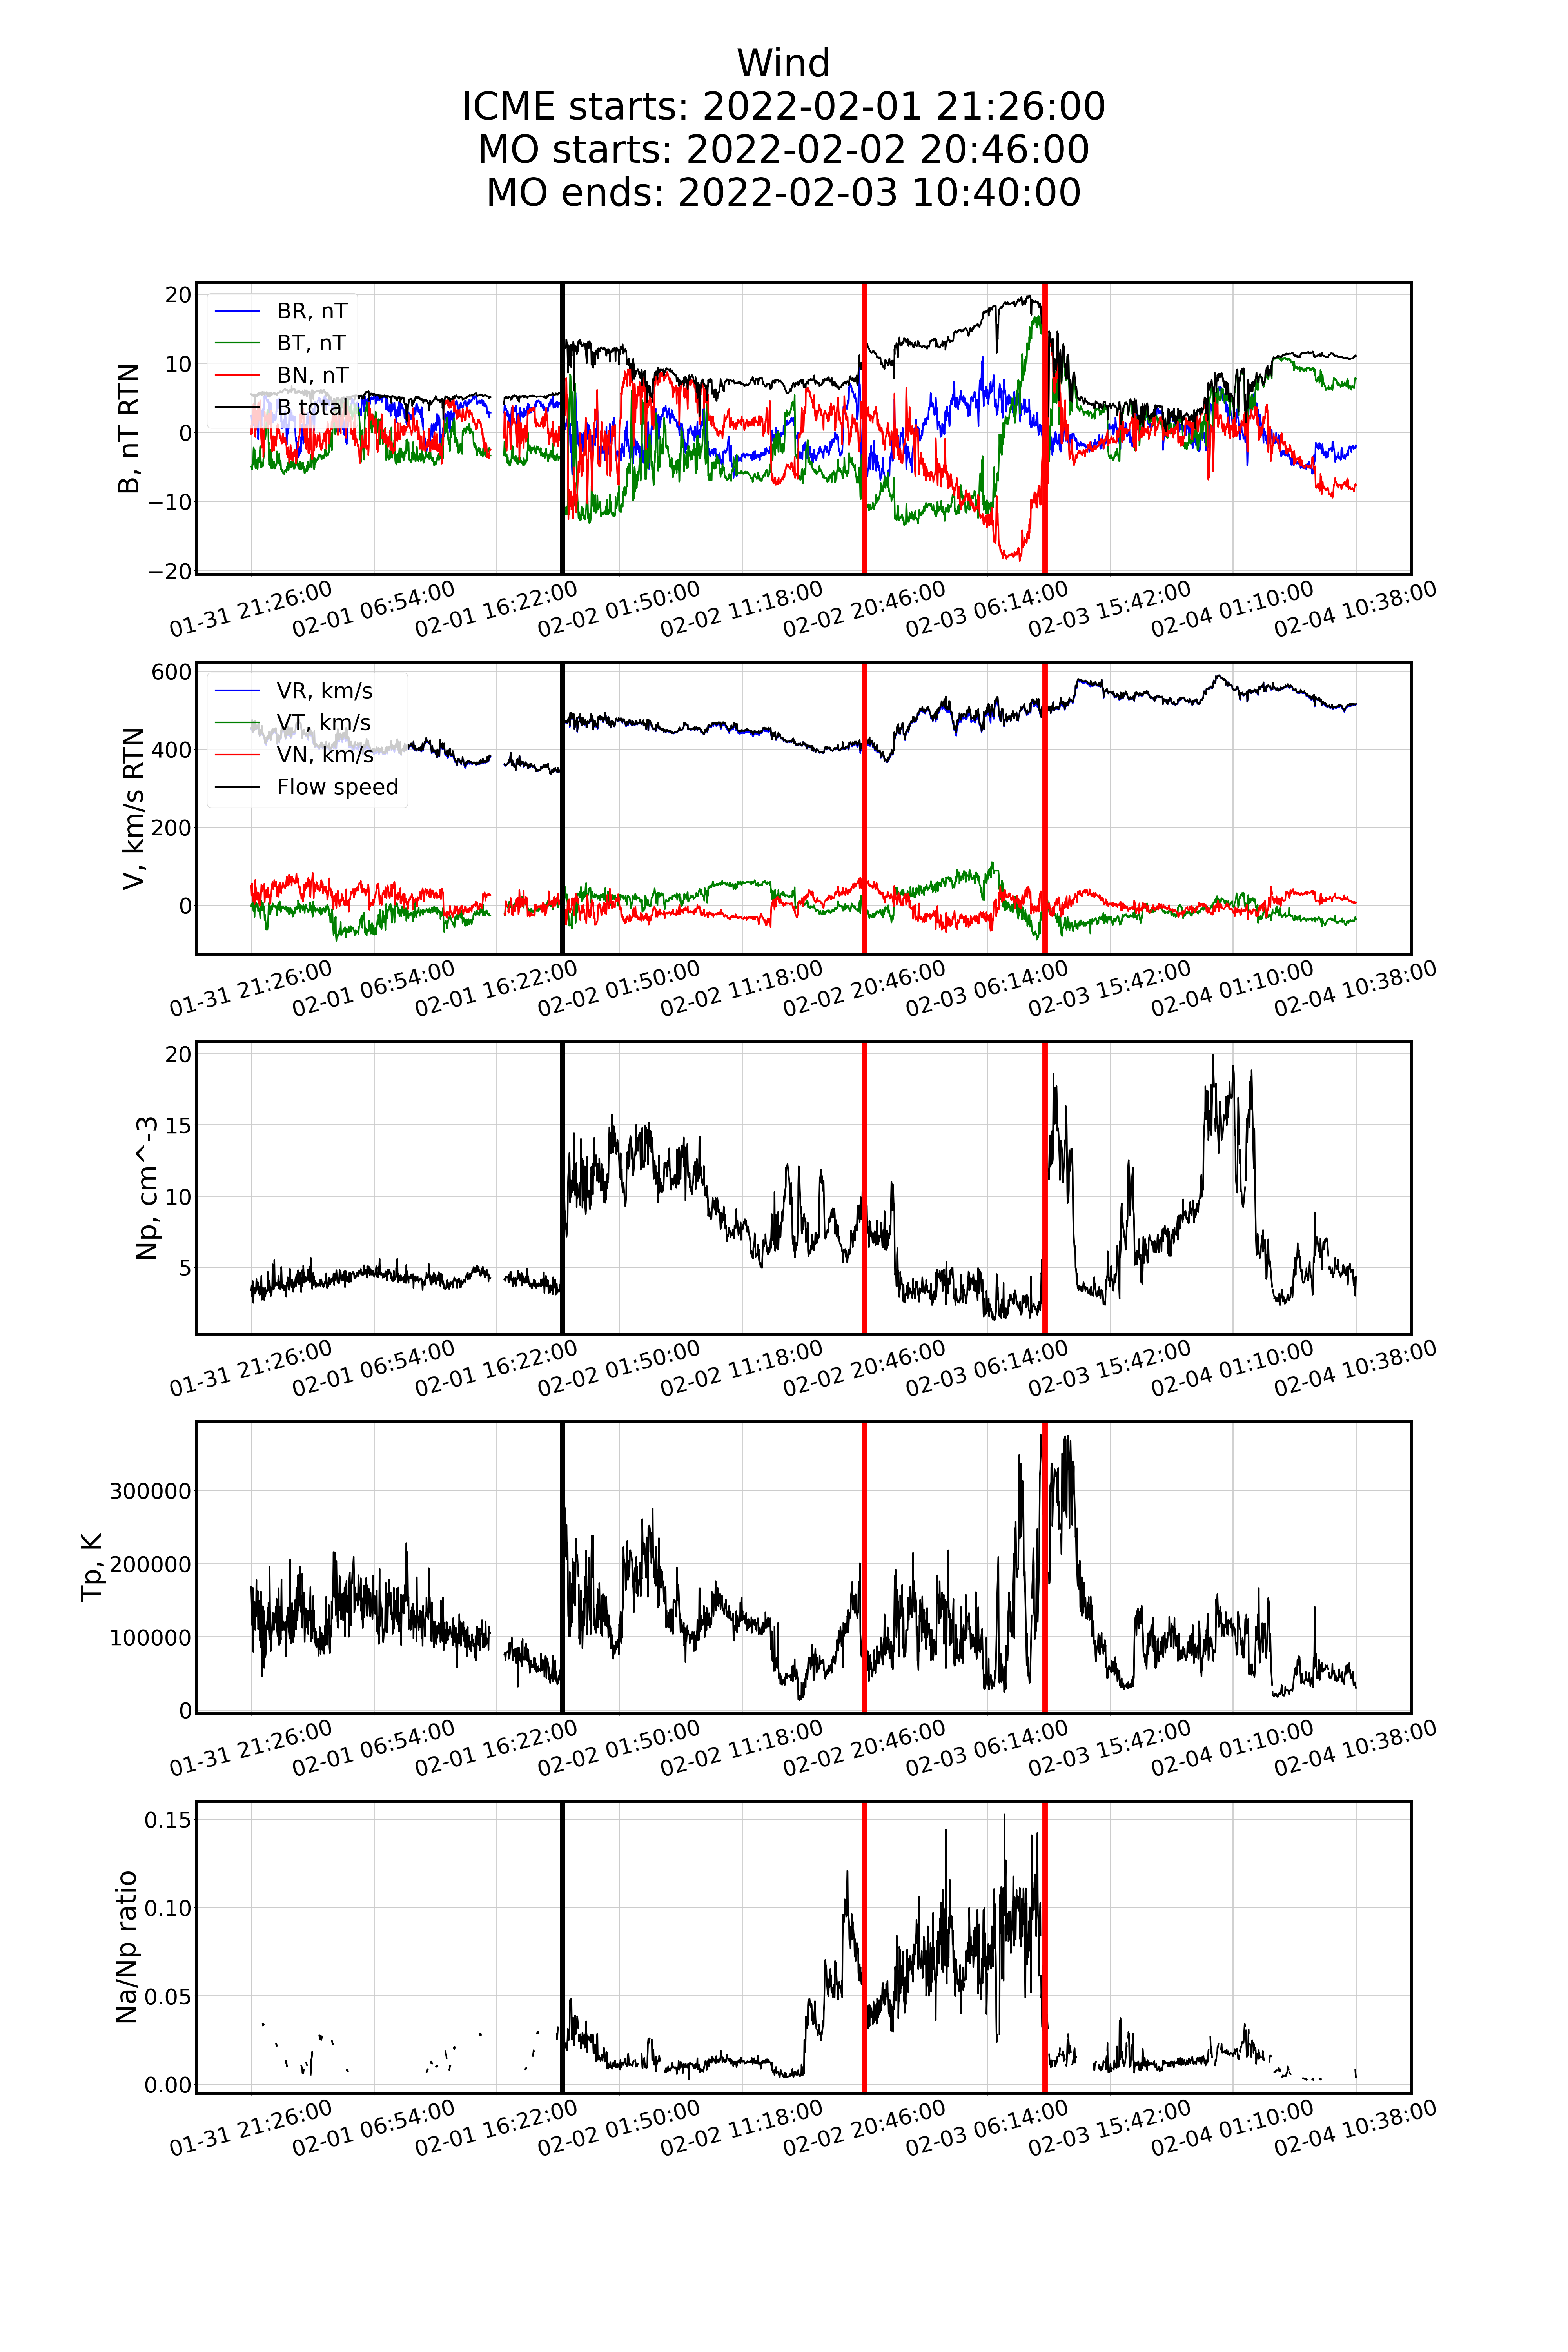 Wind
ICME starts: 2022-02-01 21:26:00
MO starts: 2022-02-02 20:46:00
MO ends: 2022-02-03 10:40:00
B, nT RTN
20
10
0
−10
−20
BR, nT
BT, nT
BN, nT
B total
01-31 21:26:00 02-01 06:54:00 02-01 16:22:00 02-02 01:50:00 02-02 11:18:00 02-02 20:46:00 02-03 06:14:00 02-03 15:42:00 02-04 01:10:00 02-04 10:38:00
V, km/s RTN
600
400
200
0
VR, km/s
VT, km/s
VN, km/s
Flow speed
01-31 21:26:00 02-01 06:54:00 02-01 16:22:00 02-02 01:50:00 02-02 11:18:00 02-02 20:46:00 02-03 06:14:00 02-03 15:42:00 02-04 01:10:00 02-04 10:38:00
Np, cm^-3
20
15
10
5
01-31 21:26:00 02-01 06:54:00 02-01 16:22:00 02-02 01:50:00 02-02 11:18:00 02-02 20:46:00 02-03 06:14:00 02-03 15:42:00 02-04 01:10:00 02-04 10:38:00
Tp, K
300000
200000
100000
0
01-31 21:26:00 02-01 06:54:00 02-01 16:22:00 02-02 01:50:00 02-02 11:18:00 02-02 20:46:00 02-03 06:14:00 02-03 15:42:00 02-04 01:10:00 02-04 10:38:00
Na/Np ratio
0.15
0.10
0.05
0.00
01-31 21:26:00 02-01 06:54:00 02-01 16:22:00 02-02 01:50:00 02-02 11:18:00 02-02 20:46:00 02-03 06:14:00 02-03 15:42:00 02-04 01:10:00 02-04 10:38:00